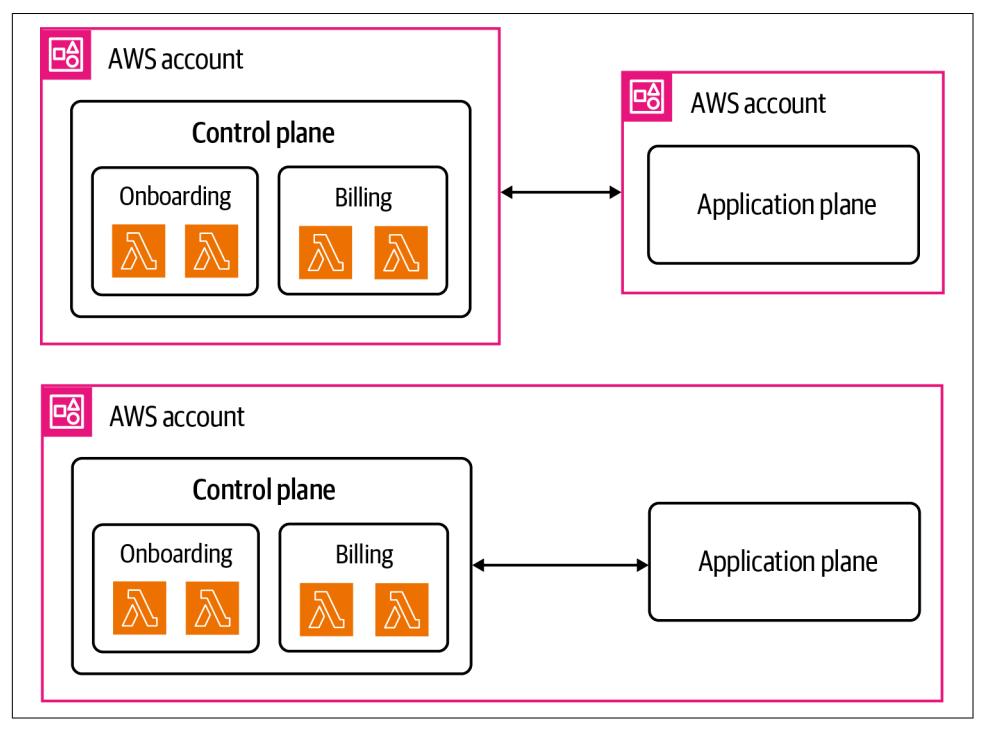 AWS account
Control plane
Onboarding
Billing
AWS account
Application plane
AWS account
Control plane
Onboarding
Billing
Application plane